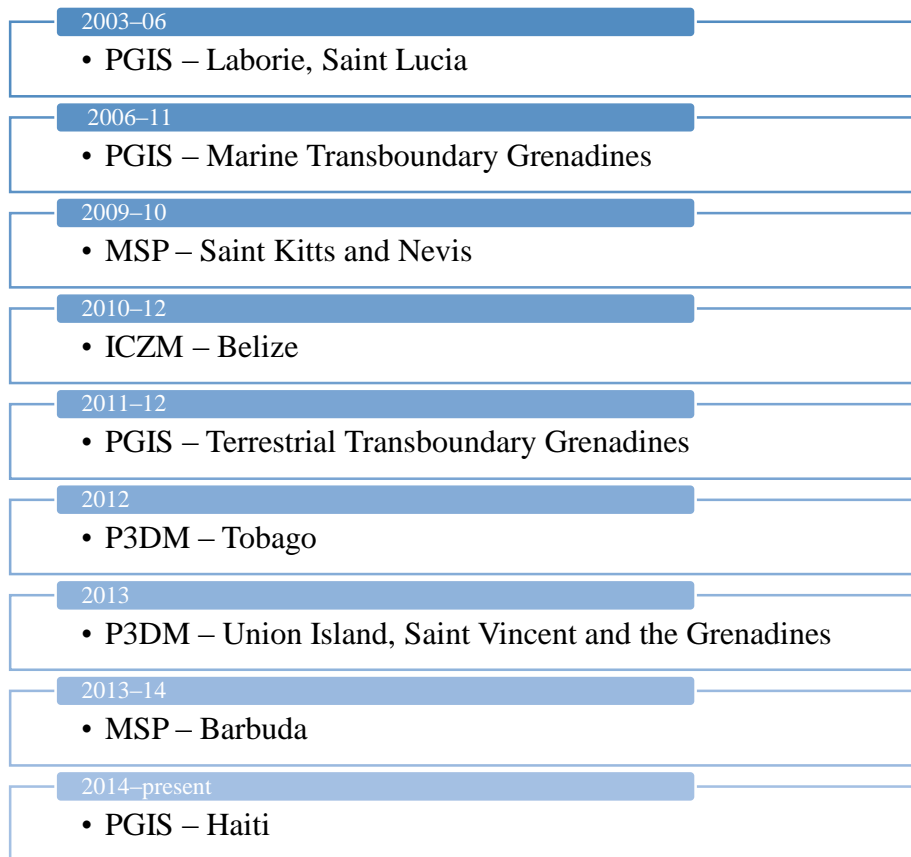 2003–06
• PGIS – Laborie, Saint Lucia
2006–11
• PGIS – Marine Transboundary Grenadines
2009–10
• MSP – Saint Kitts and Nevis
2010–12
• ICZM – Belize
2011–12
• PGIS – Terrestrial Transboundary Grenadines
2012
• P3DM – Tobago
2013
• P3DM – Union Island, Saint Vincent and the Grenadines
2013–14
• MSP – Barbuda
2014–present
• PGIS – Haiti